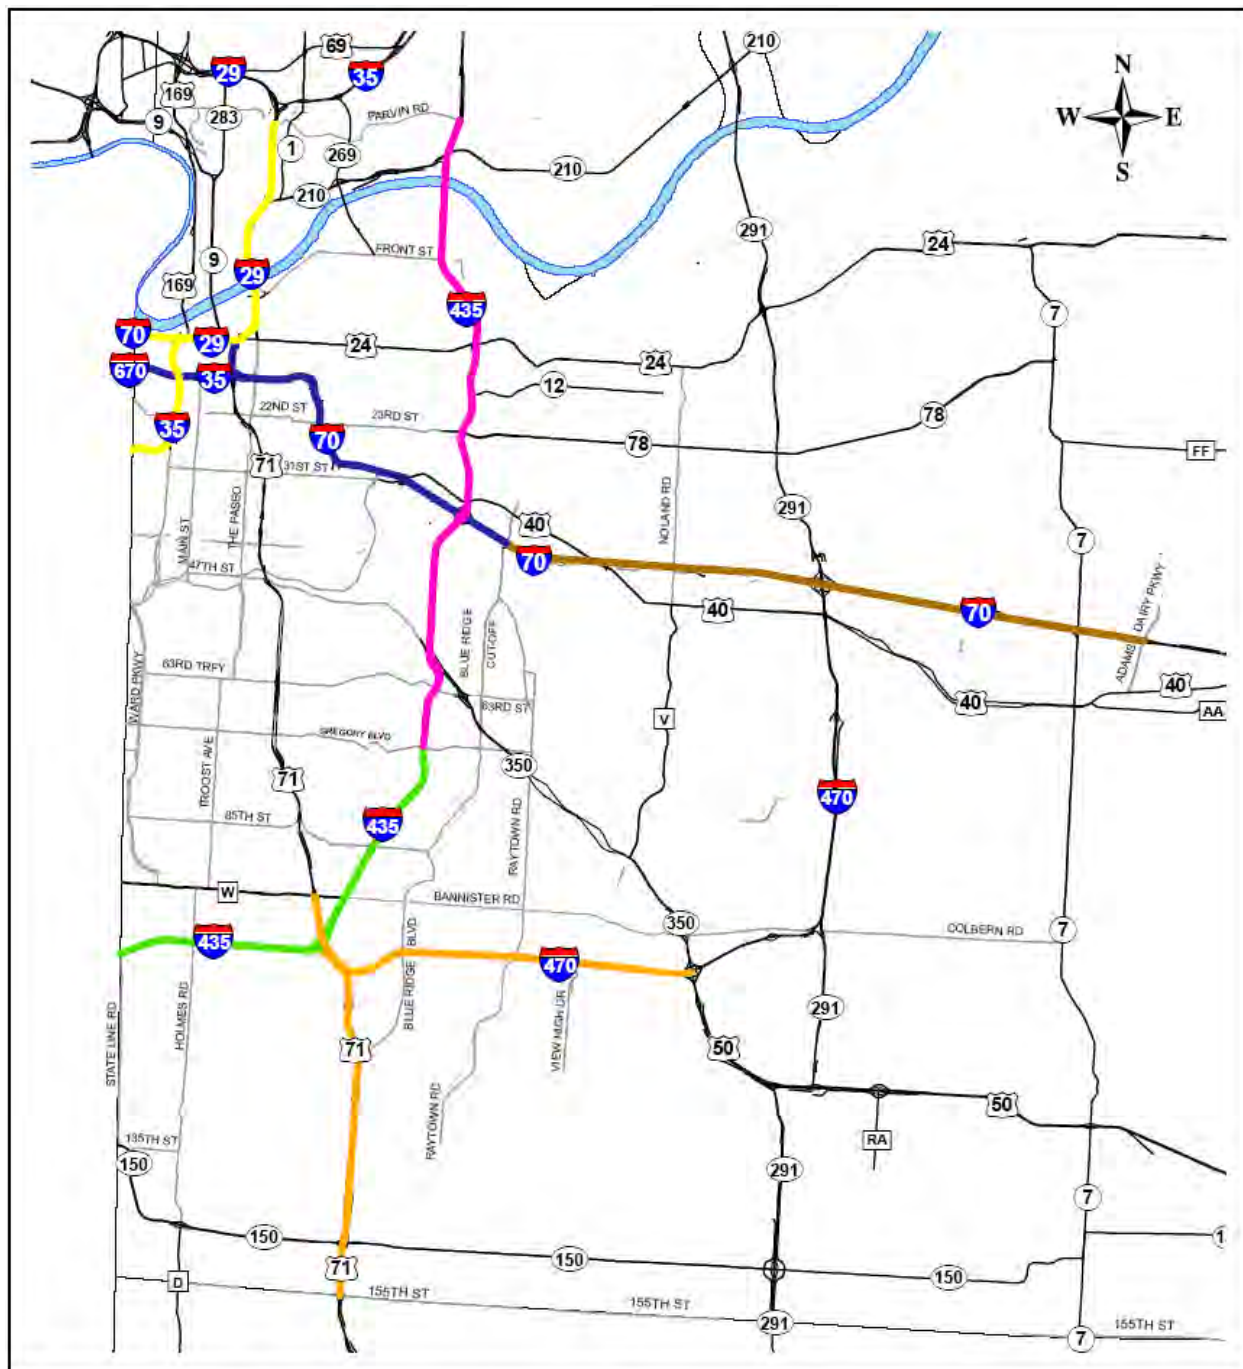 69
210
N
29
35
169
283
PARVIN RD
W
E
9
1
269
S
210
210
291
24
9
FRONT ST
29
169
7
435
70
29
24
24
670
35
12
22ND ST
23RD ST
78
35
78
70
FF
71
31ST ST
NOLAND RD
291
THE PASEO
40
MAIN ST
7
70
47TH ST
40
70
ADAMS DAIRY PKWY
BLUE RIDGE CUT-OFF
63RD TRFY
WARD PKWY
40
63RD ST
40
AA
V
GREGORY BLVD
TROOST AVE
350
71
470
85TH ST
435
RAYTOWN RD
W
BANNISTER RD
350
COLBERN RD
7
435
BLUE RIDGE BLVD
470
HOLMES RD
VIEW HIGH DR
291
STATE LINE RD
71
50
50
RAYTOWN RD
135TH ST
RA
150
291
7
150
150
1
71
150
D
155TH ST
155TH ST
291
155TH ST
7